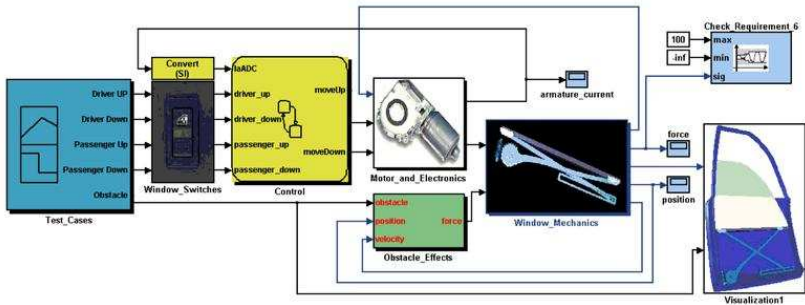 Check_Requirement_6
100
max
-inf
min
sig
Convert
(SI)
IaADC
Driver UP
driver_up
moveUp
armature_current
Driver Down
driver_down
Passenger Up
passenger_up
moveDown
force
Passenger Down
passenger_down
Window_Switches
Control
Motor_and_Electronics
Obstacle
Test_Cases
position
obstacle
position
force
velocity
Window_Mechanics
Obstacle_Effects
Visualization1